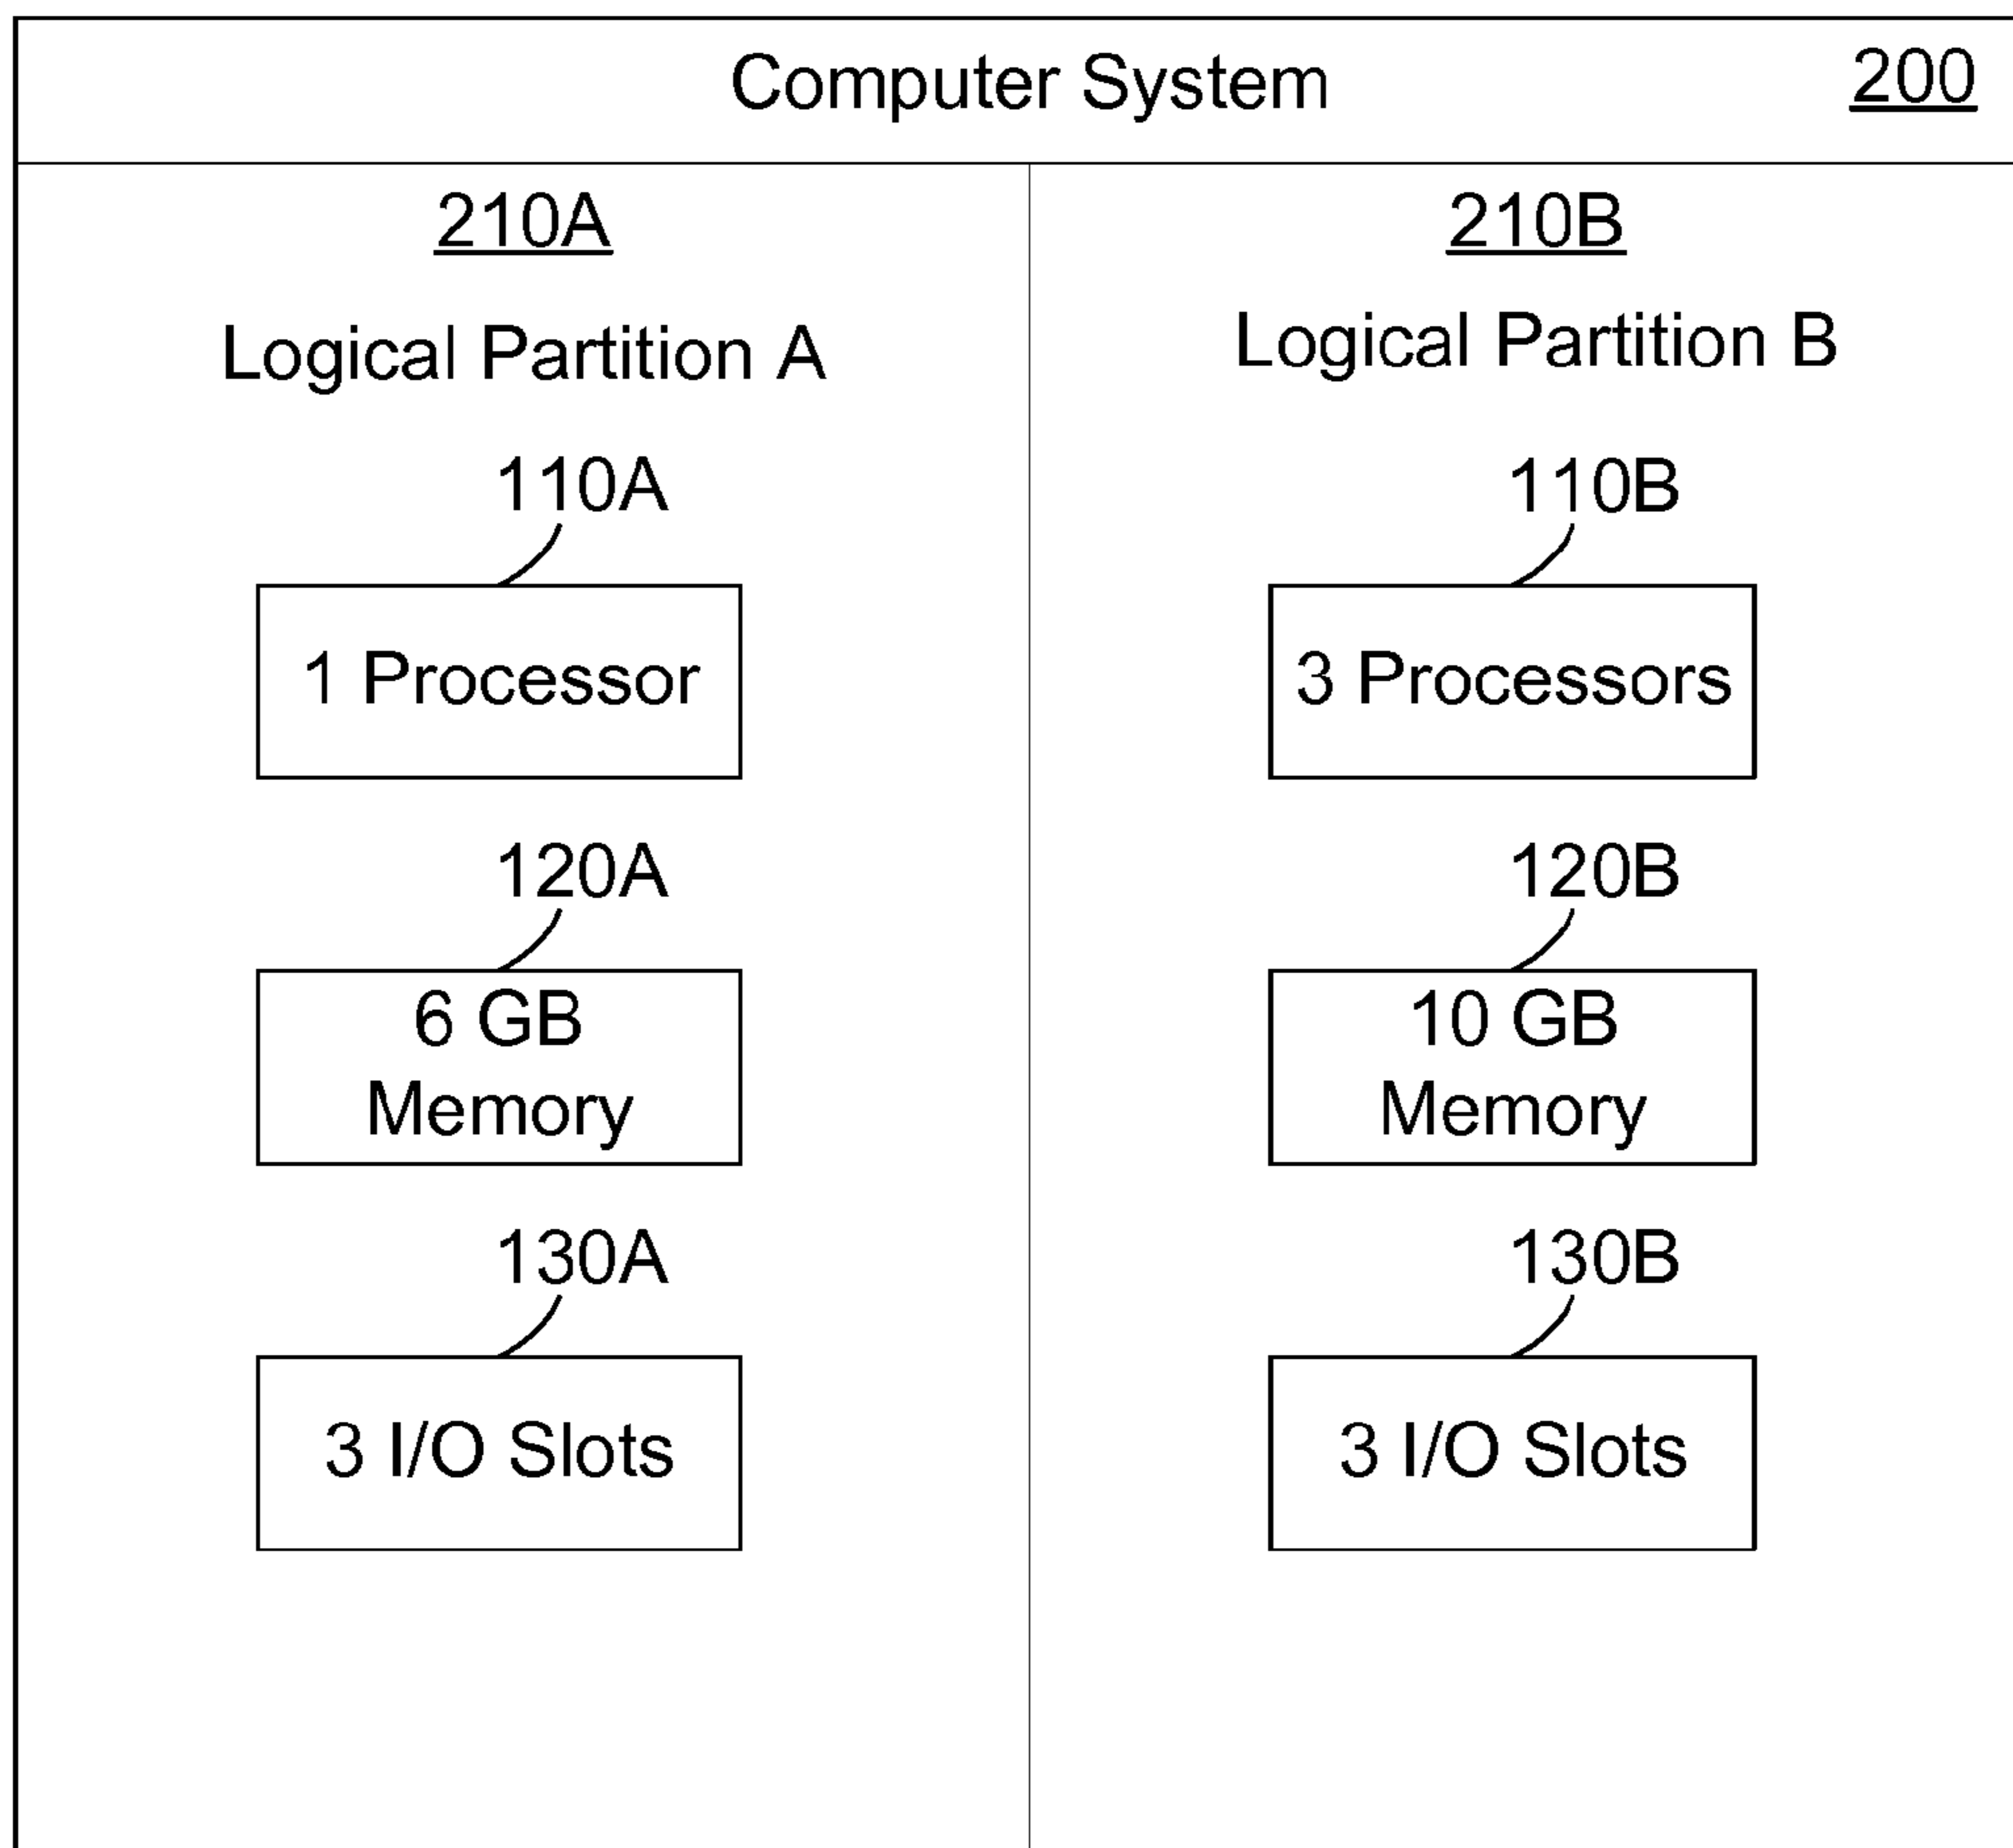 Computer System
200
210A
Logical Partition A
110A
1 Processor
120A
6 GB
Memory
130A
3 I/O Slots
210B
Logical Partition B
110B
3 Processors
120B
10 GB
Memory
130B
3 I/O Slots